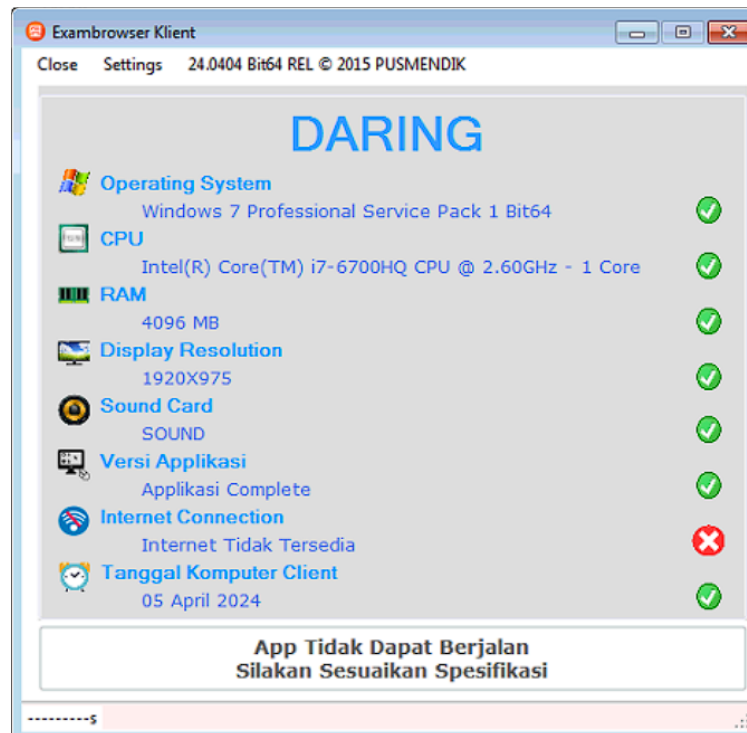 Exambrowser Klient
Close Settings 24.0404 Bit64 REL © 2015 PUSMENDIK
DARING
Operating System
Windows 7 Professional Service Pack 1 Bit64
CPU
Intel(R) Core(TM) i7-6700HQ CPU @ 2.60GHz - 1 Core
RAM
4096 MB
Display Resolution
1920X975
Sound Card
SOUND
Versi Applikasi
Applikasi Complete
Internet Connection
Internet Tidak Tersedia
Tanggal Komputer Client
05 April 2024
App Tidak Dapat Berjalan
Silakan Sesuaikan Spesifikasi
---------s